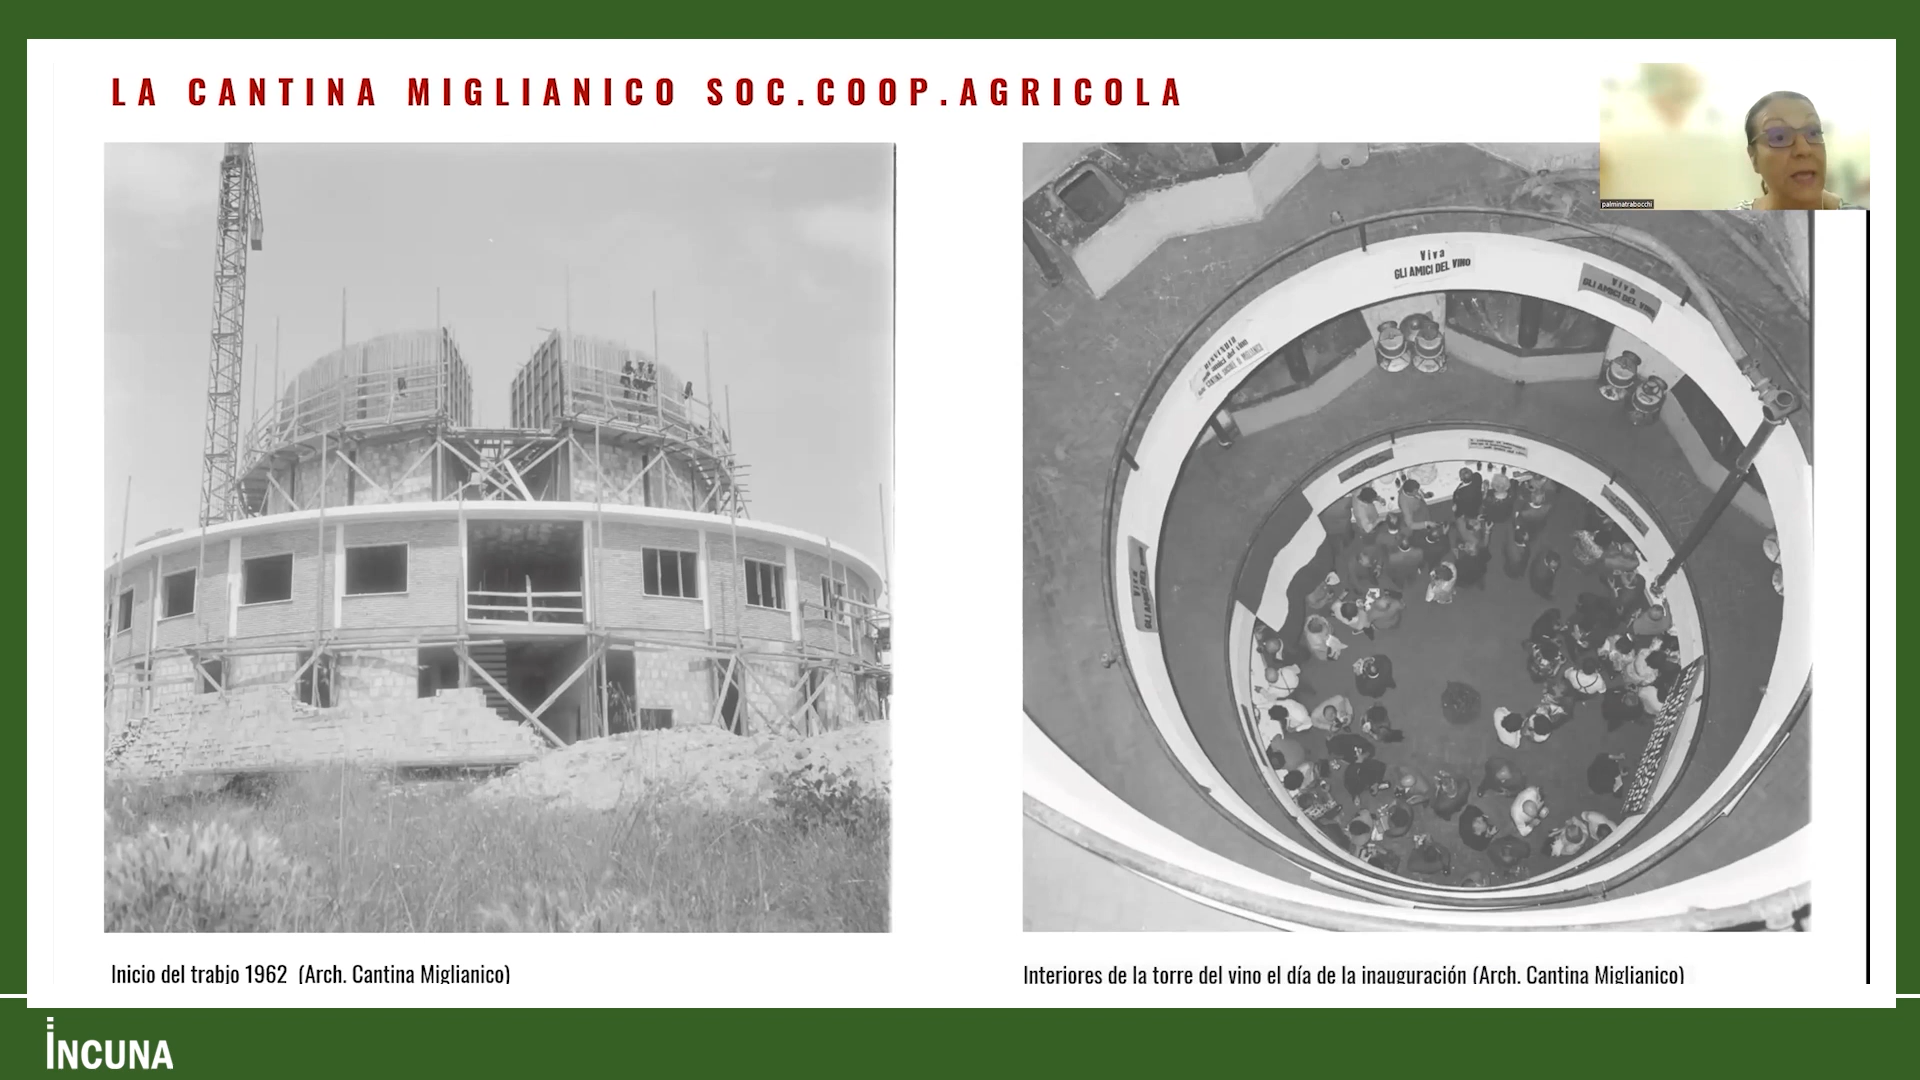 LA CANTINA MIGLIANICO SOC.COOP.AGRICOLA
palminatrabocchi
Viva
GLI AMICI DEL VINO
Viva
GLI AMICI DEL VINO
Inicio del trabjo 1962 (Arch. Cantina Miglianico)
Interiores de la torre del vino el día de la inauguración (Arch. Cantina Miglianico)
INCUNA